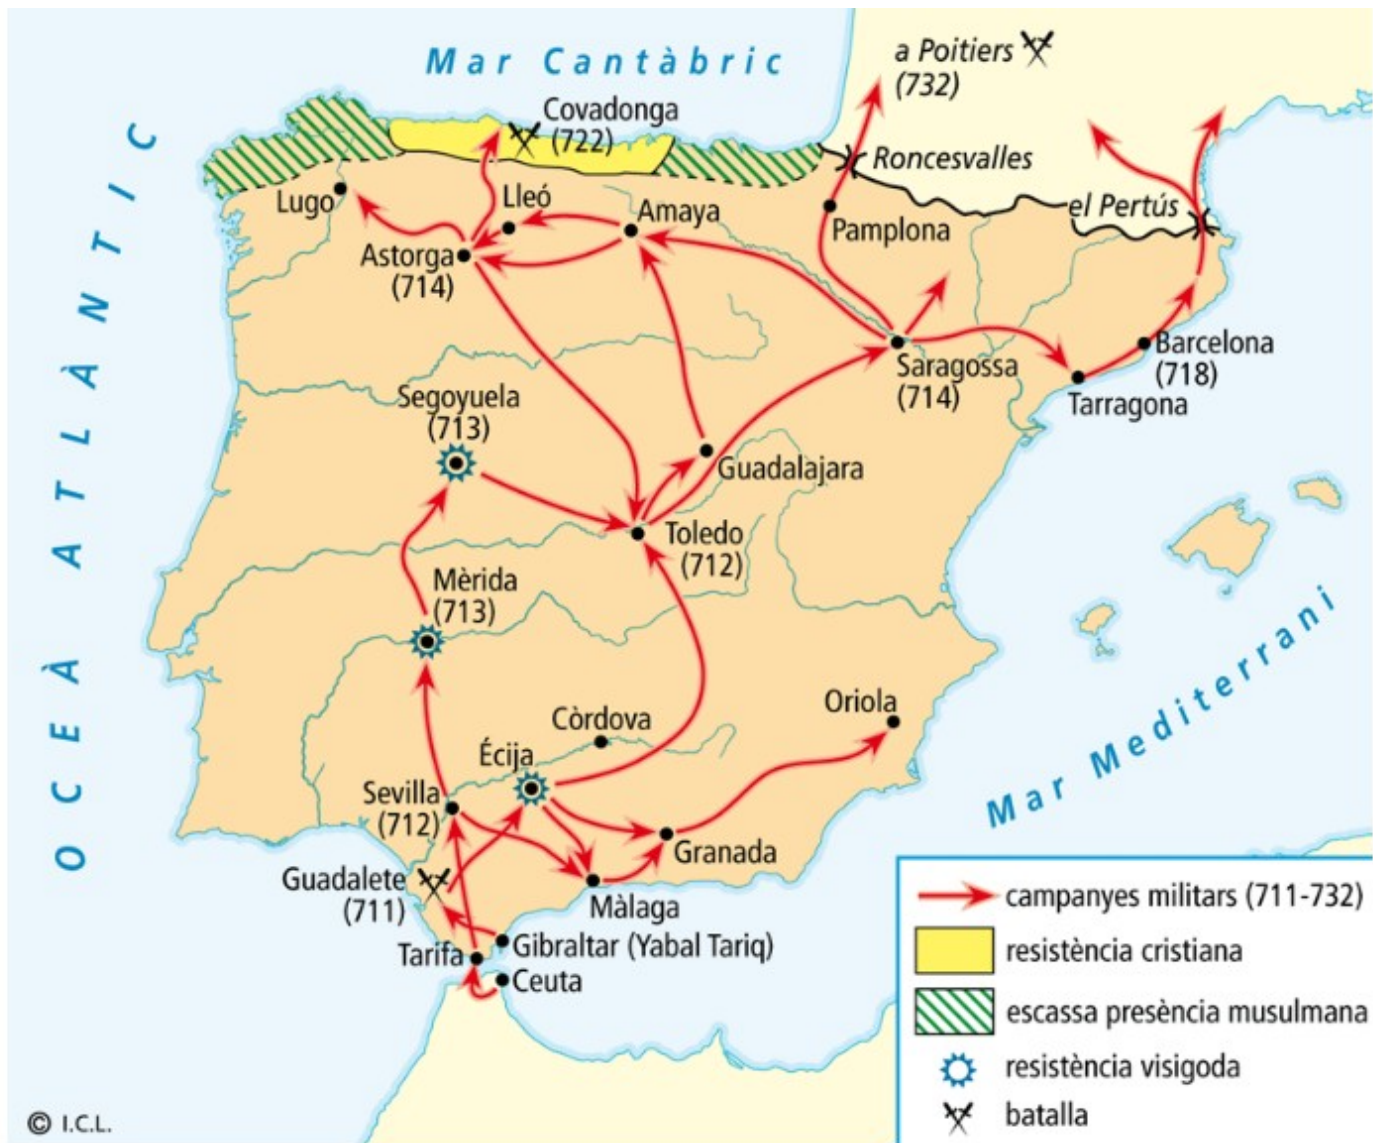 Mar Cantàbric
a Poitiers
(732)
Covadonga
(722)
Roncesvalles
Lugo
Lleó
Amaya
el Pertús
Pamplona
Astorga
(714)
OCEÀ ATLÀNTIC
Saragossa
(714)
Barcelona
(718)
Tarragona
Segoyuela
(713)
Guadalajara
Toledo
(712)
Mèrida
(713)
Mar Mediterrani
Oriola
Còrdova
Écija
Sevilla
(712)
Granada
Guadalete
(711)
Màlaga
Tarifa
Gibraltar (Yabal Tariq)
Ceuta
campanyes militars (711-732)
resistència cristiana
escassa presència musulmana
resistència visigoda
batalla
© I.C.L.